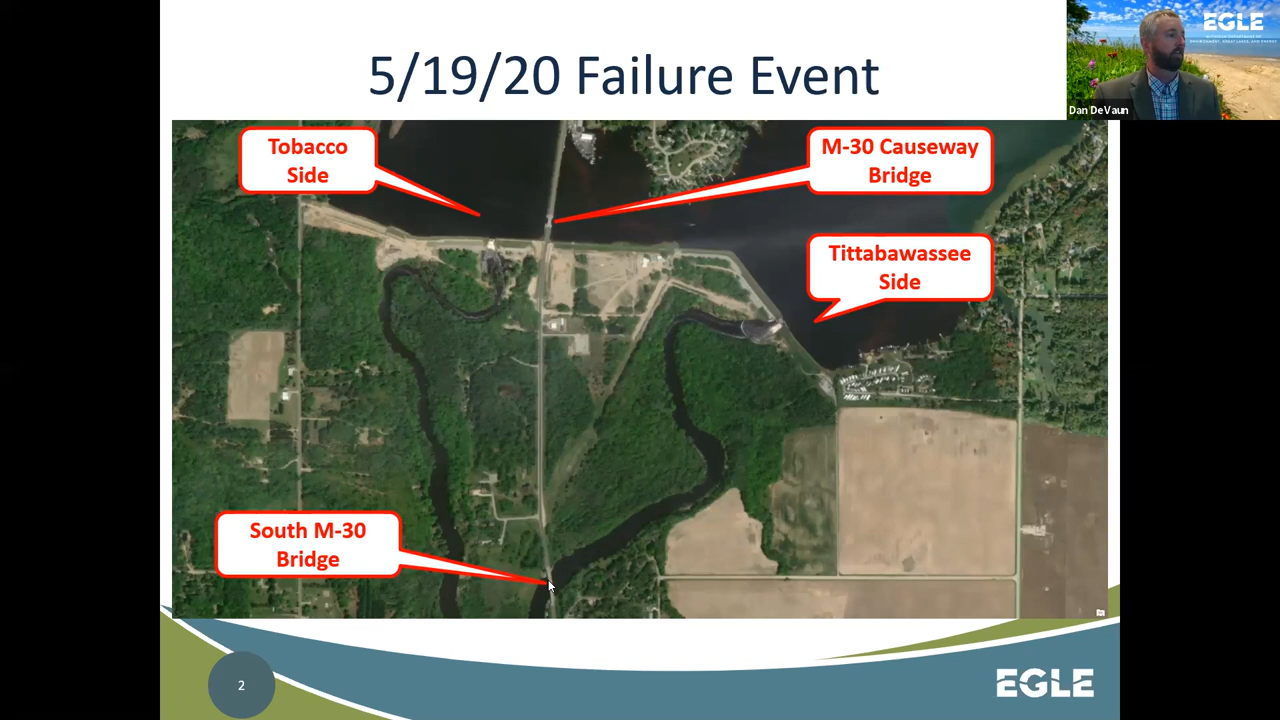 5/19/20 Failure Event
EGLE
Dan DeVaun
Tobacco
Side
M-30 Causeway
Bridge
Tittabawassee
Side
South M-30
Bridge
2
EGLE